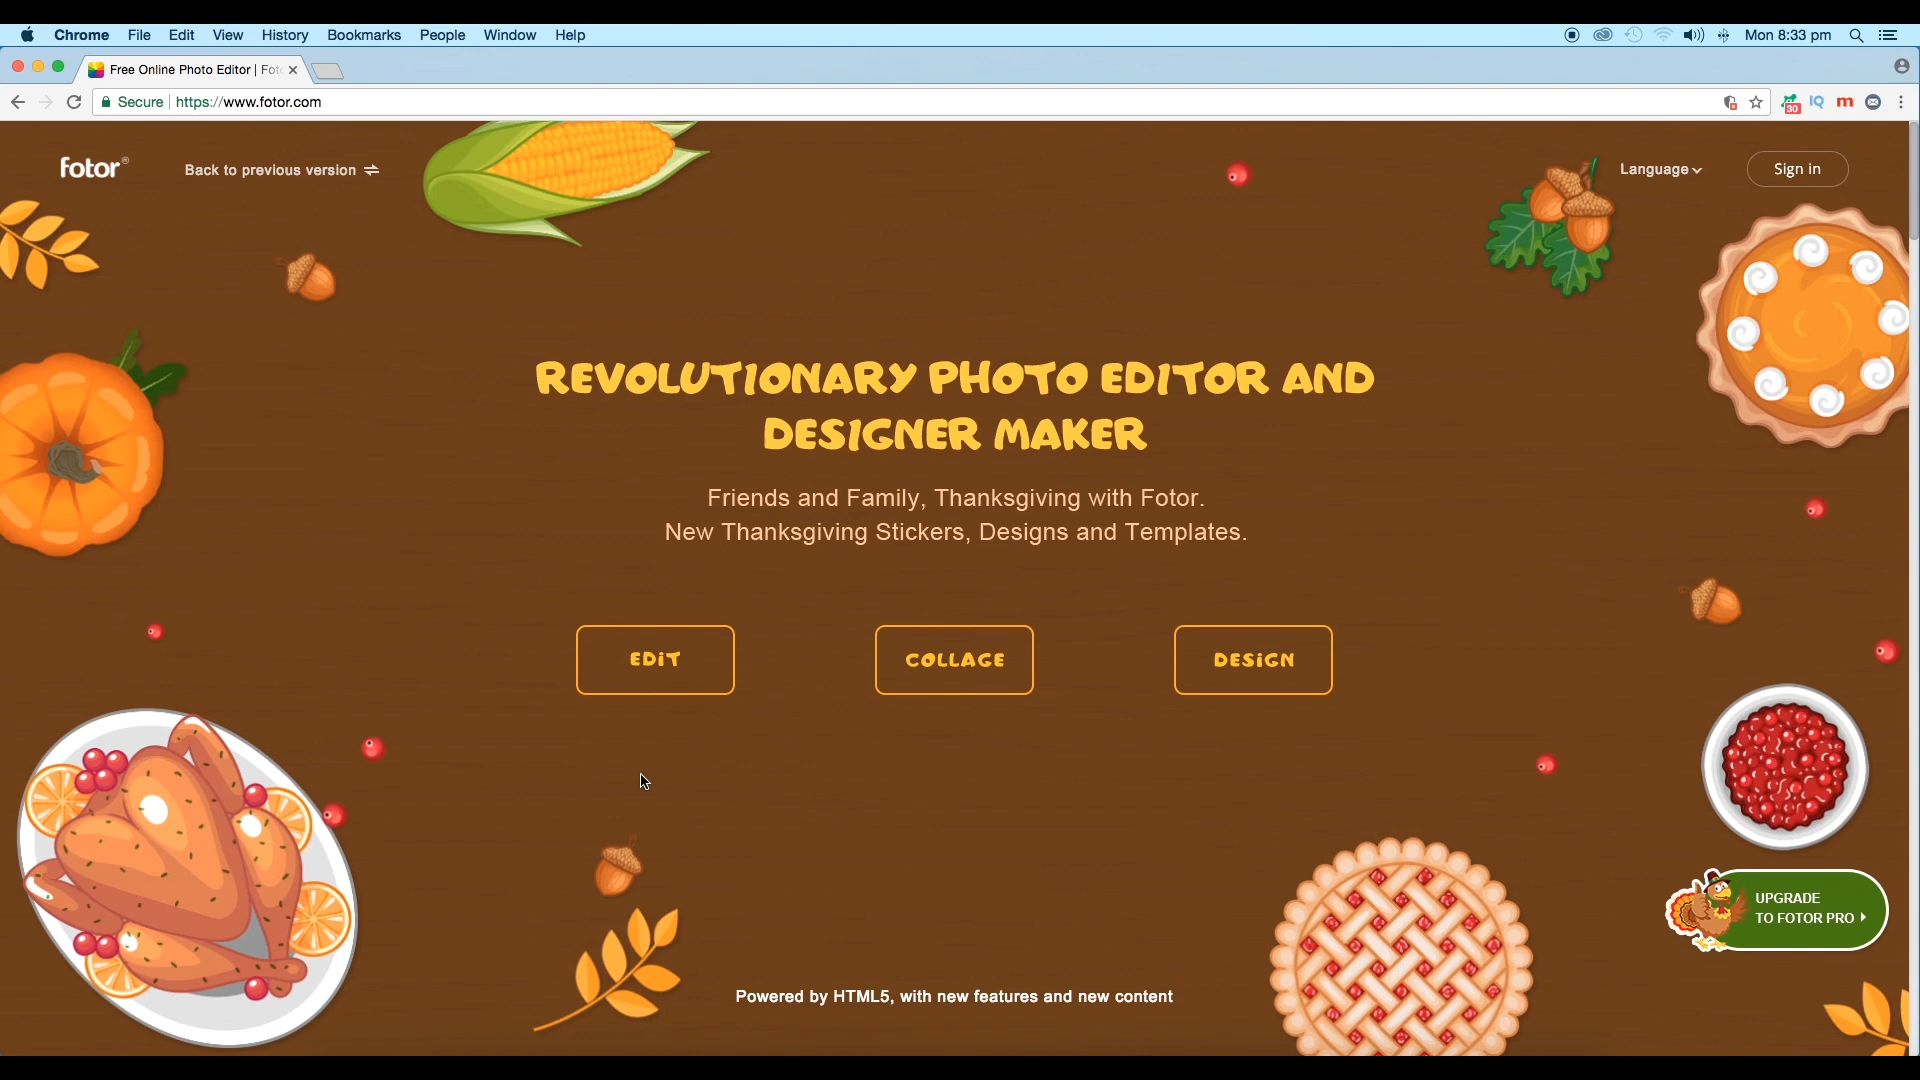 Chrome File Edit View History Bookmarks People Window Help Mon 8:33 pm
Free Online Photo Editor | Fot
Secure https://www.fotor.com
30 IQ m
fotor® Back to previous version Language Sign in
REVOLUTIONARY PHOTO EDITOR AND
DESIGNER MAKER
Friends and Family, Thanksgiving with Fotor.
New Thanksgiving Stickers, Designs and Templates.
EDIT COLLAGE DESIGN
UPGRADE
TO FOTOR PRO
Powered by HTML5, with new features and new content